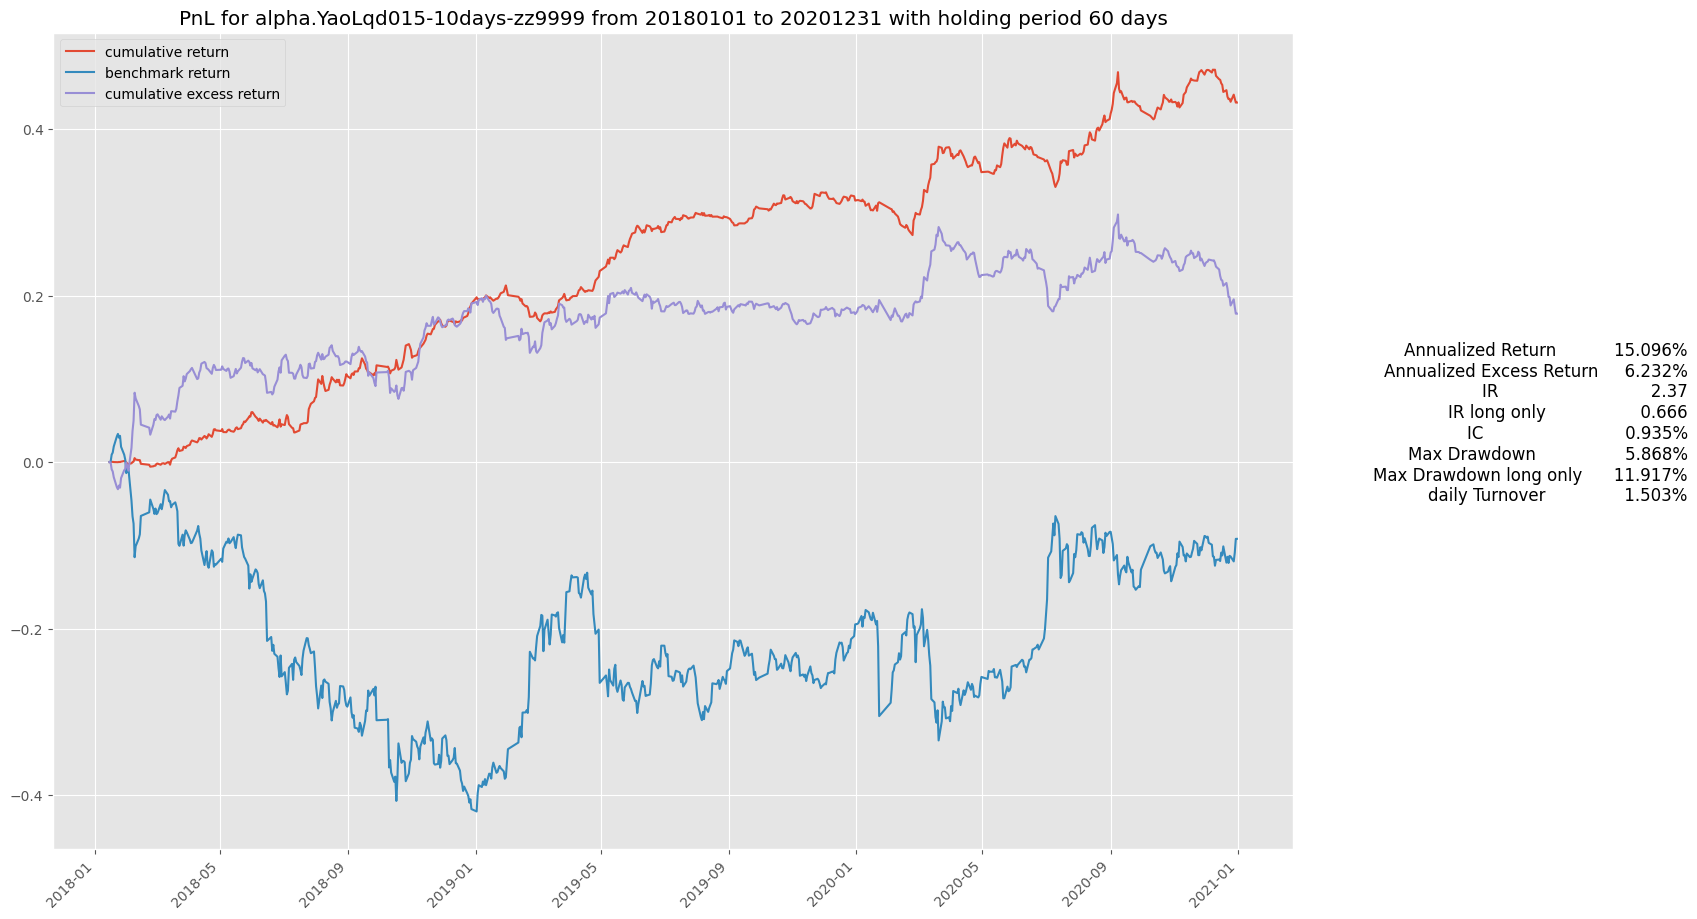 PnL for alpha.YaoLqd015-10days-zz9999 from 20180101 to 20201231 with holding period 60 days
cumulative return
benchmark return
cumulative excess return
0.4
0.2
0.0
−0.2
−0.4
2018-01
2018-05
2018-09
2019-01
2019-05
2019-09
2020-01
2020-05
2020-09
2021-01
Annualized Return 15.096%
Annualized Excess Return 6.232%
IR 2.37
IR long only 0.666
IC 0.935%
Max Drawdown 5.868%
Max Drawdown long only 11.917%
daily Turnover 1.503%